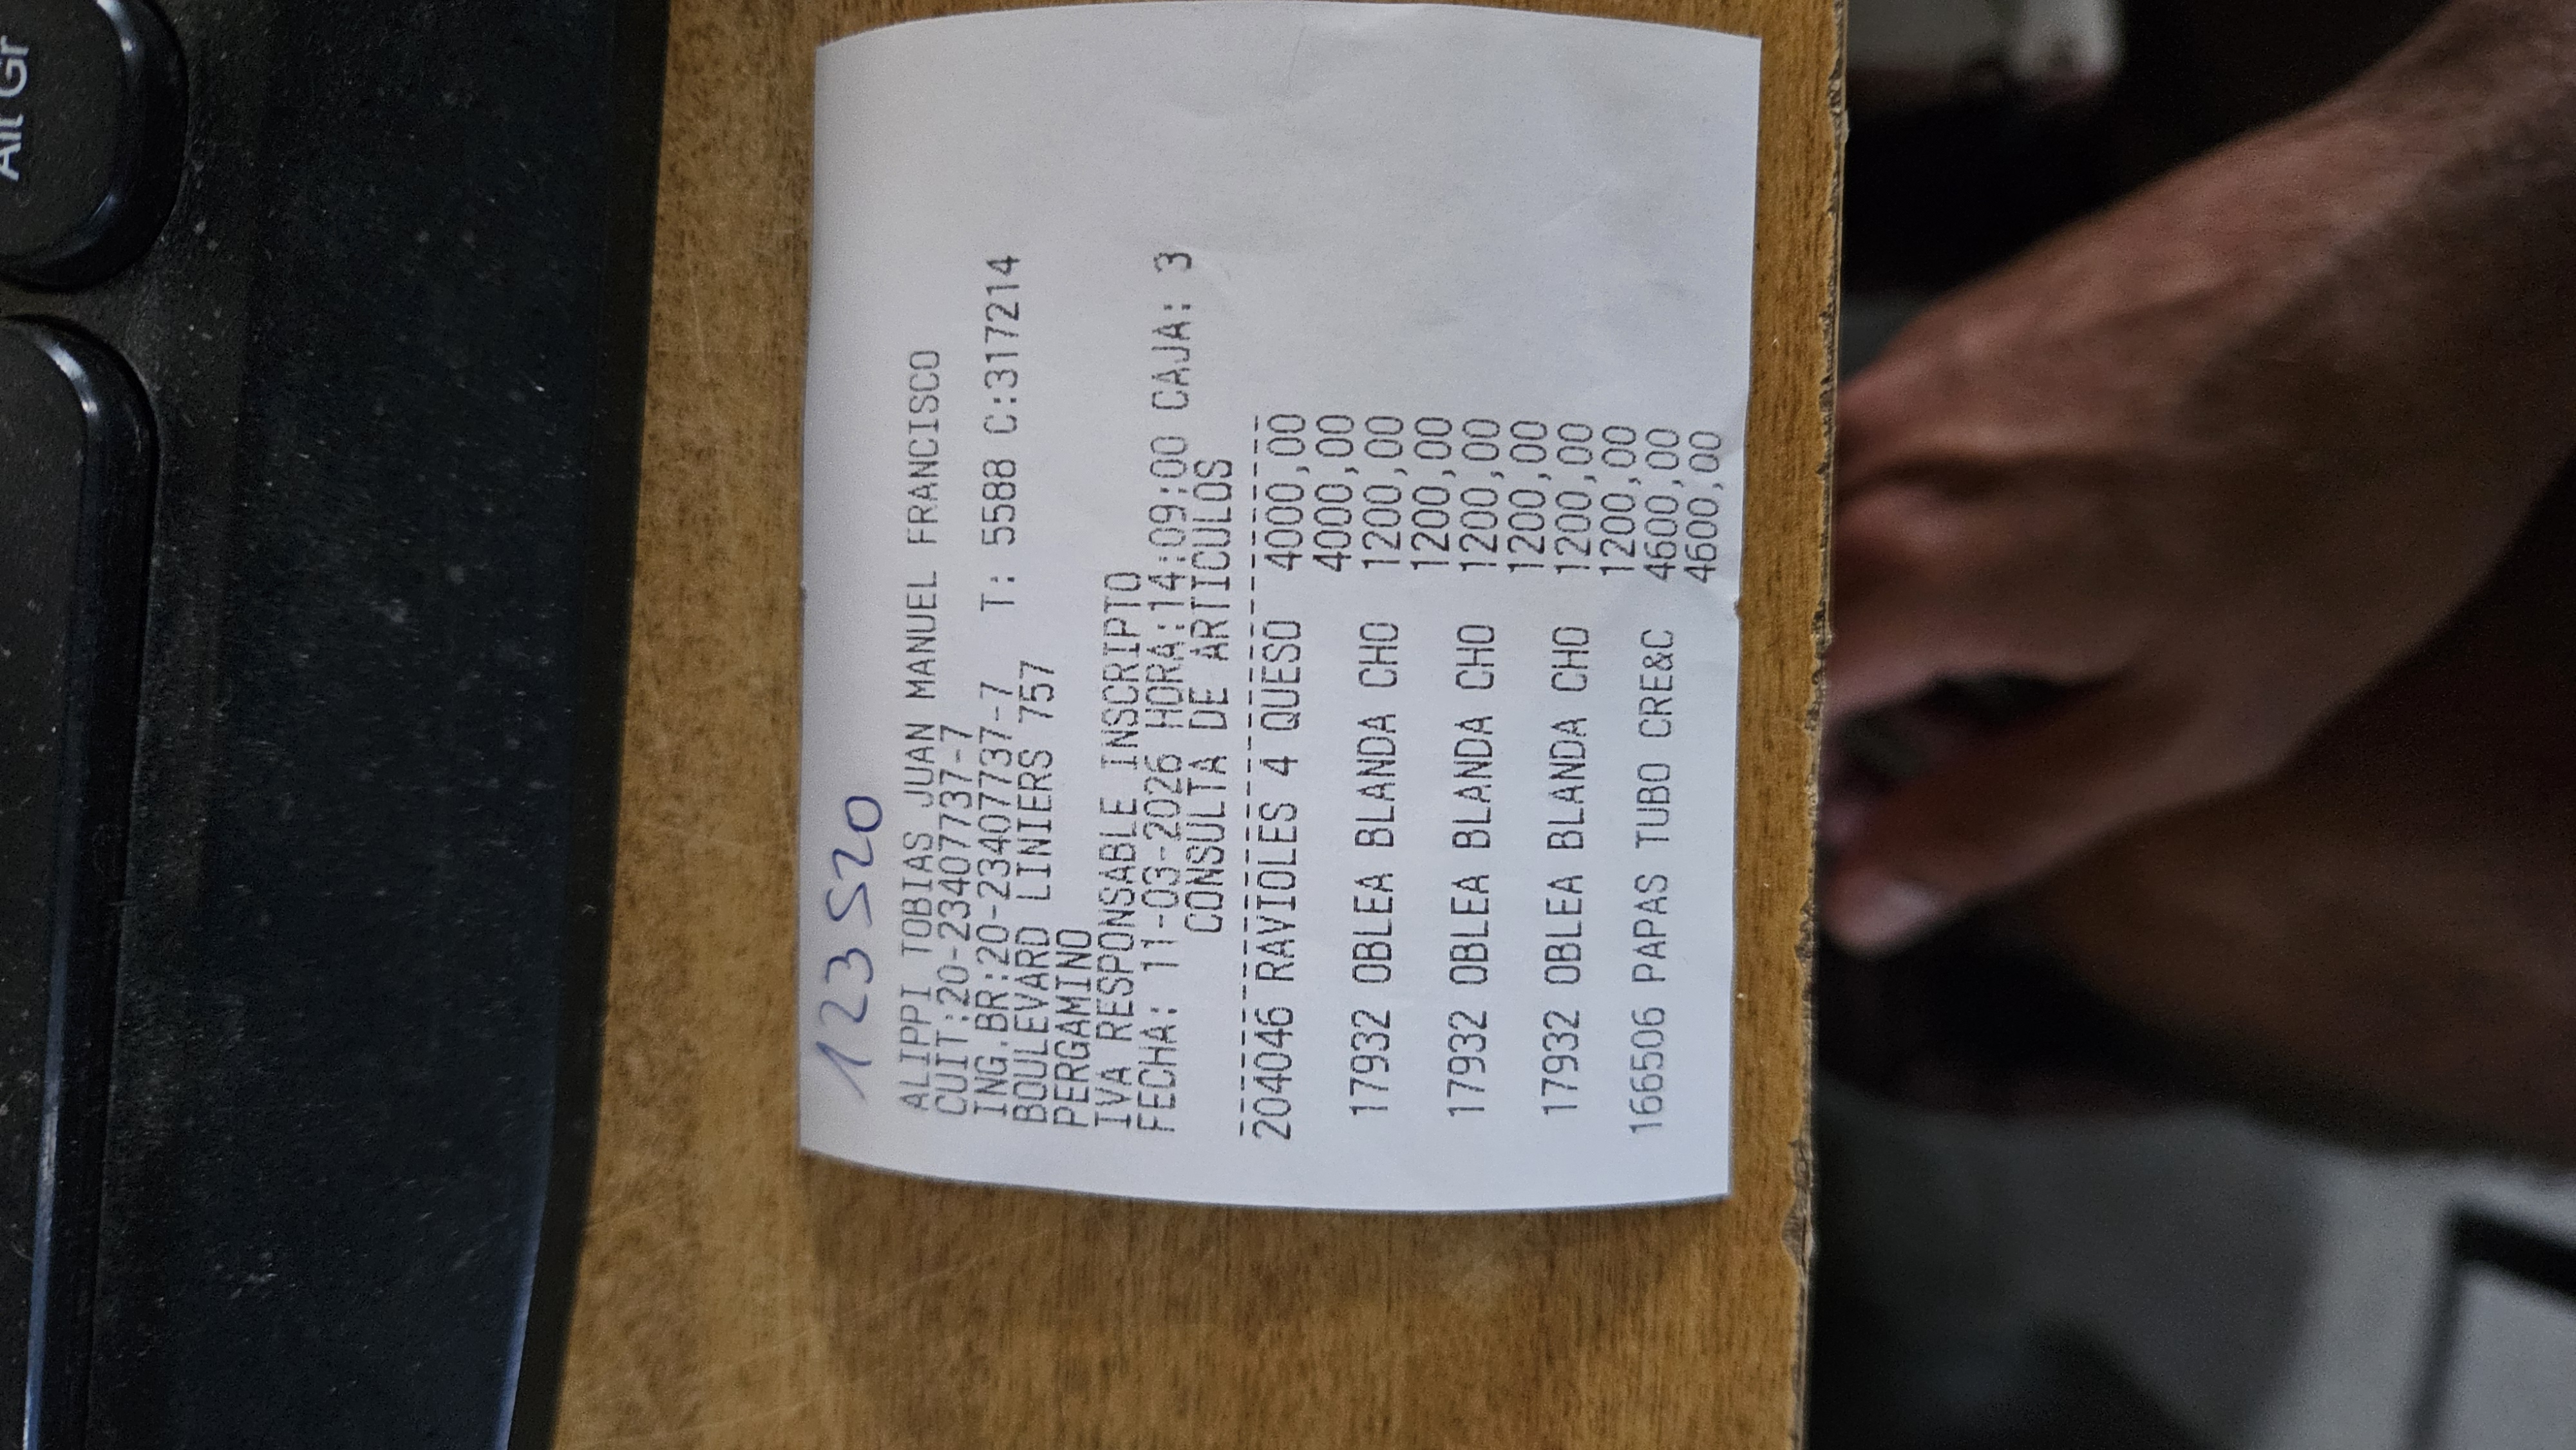 Alt Gr
123520
ALIPPI TOBIAS JUAN MANUEL FRANCISCO
CUIT:20-23407737-7
ING.BR:20-23407737-7 T: 5588 C:317214
BOULEVARD LINIERS 757
PERGAMINO
IVA RESPONSABLE INSCRIPTO
FECHA: 11-03-2026 HORA:14:09:00 CAJA: 3
CONSULTA DE ARTICULOS
204046 RAVIOLES 4 QUESO 4000,00
4000,00
17932 OBLEA BLANDA CHO 1200,00
1200,00
17932 OBLEA BLANDA CHO 1200,00
1200,00
17932 OBLEA BLANDA CHO 1200,00
1200,00
166506 PAPAS TUBO CRE&C 4600,00
4600,00